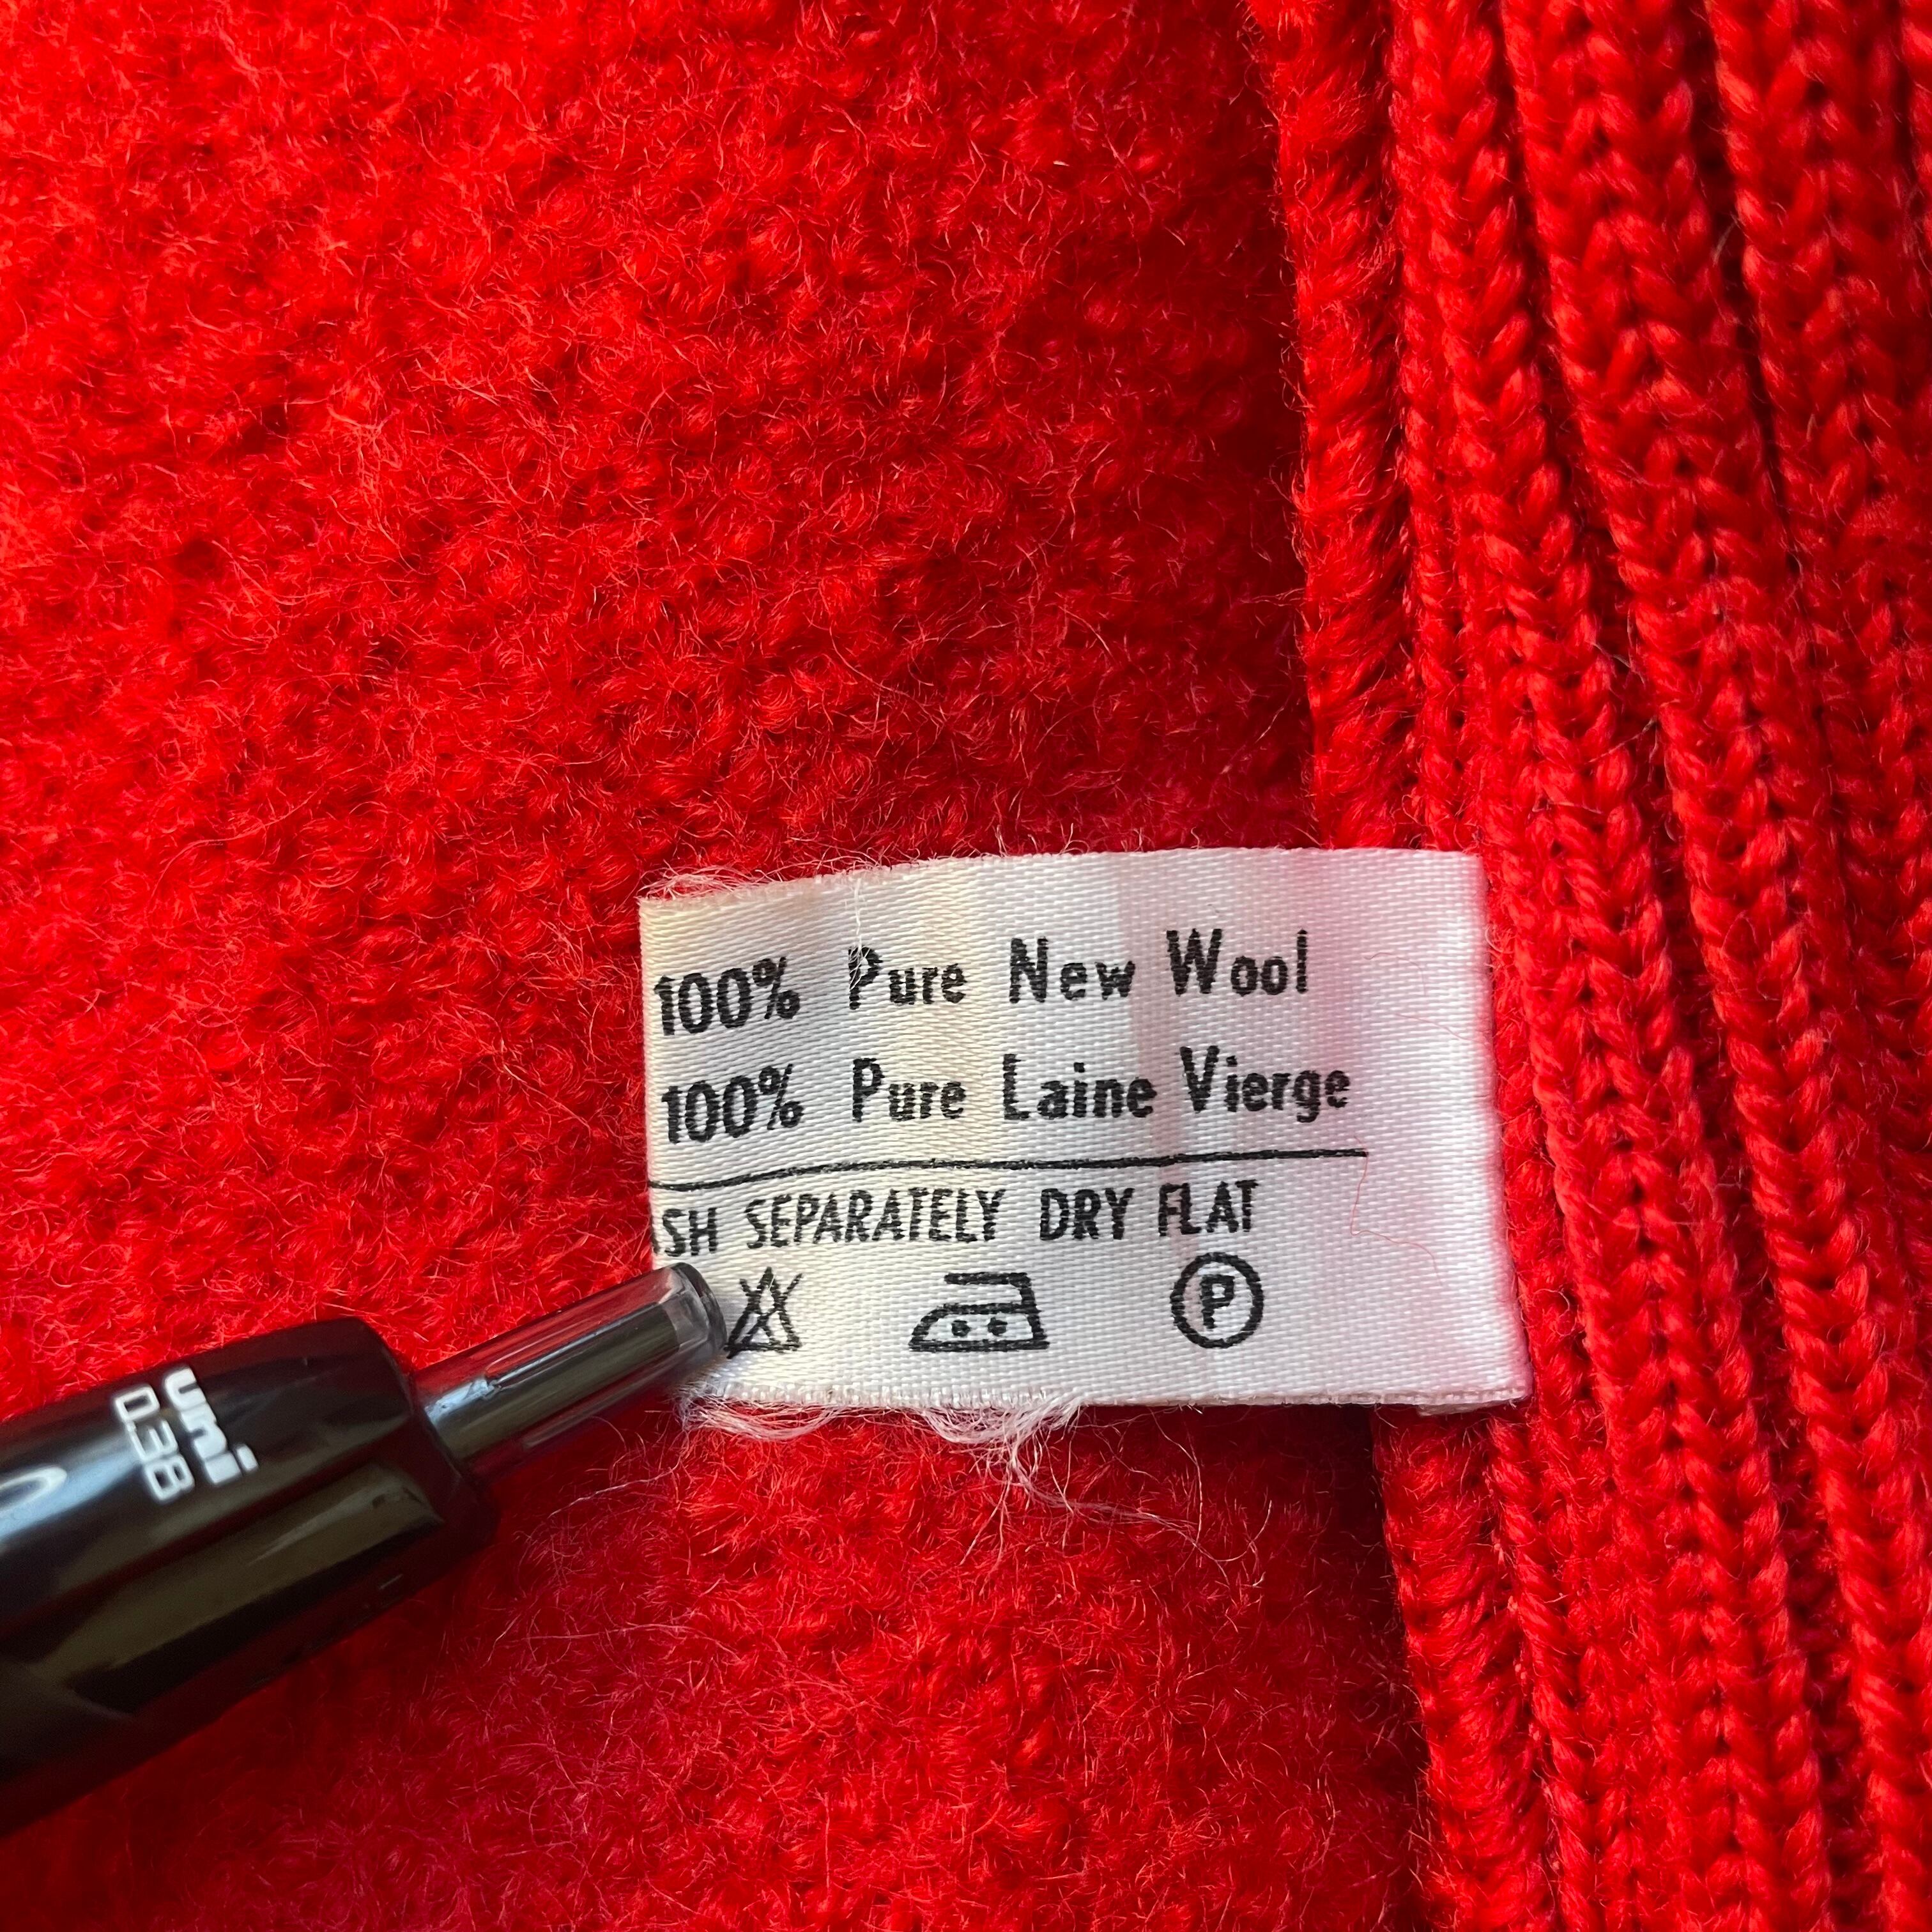 100% Pure New Wool
100% Pure Laine Vierge
SH SEPARATELY DRY FLAT
P
uni
0.38